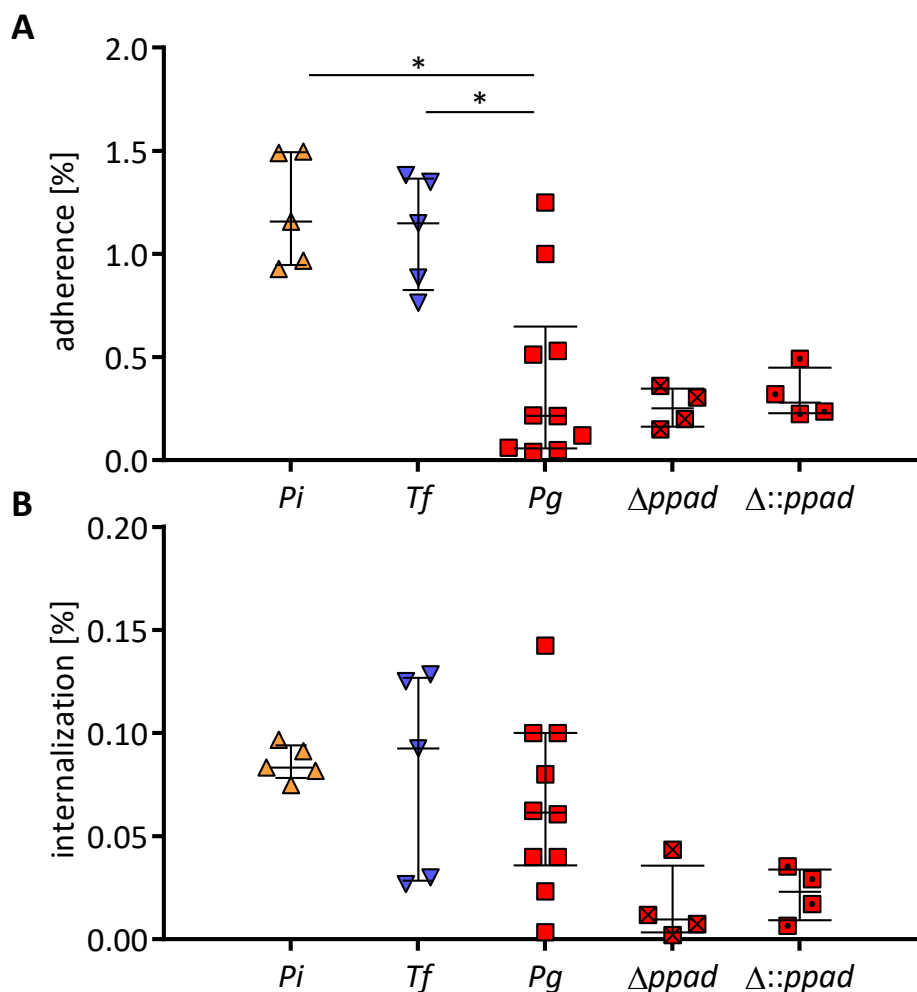 A
2.0
*
*
1.5
1.0
0.5
0.0
adherence [%]
Pi Tf Pg Δppad Δ::ppad
B
0.20
0.15
0.10
0.05
0.00
internalization [%]
Pi Tf Pg Δppad Δ::ppad